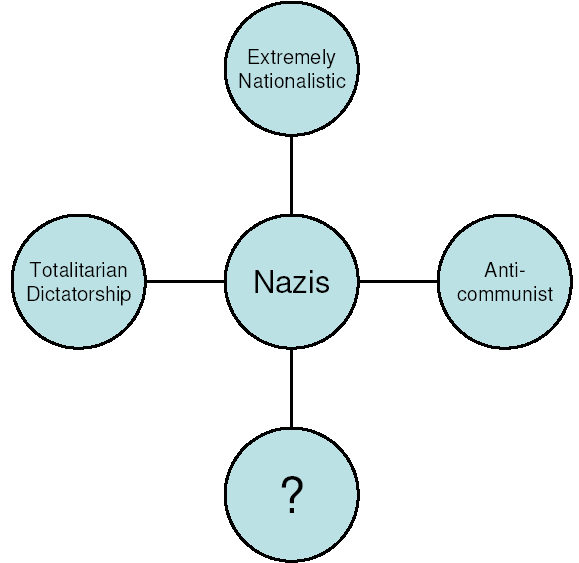 Extremely
Nationalistic
Totalitarian
Dictatorship
Nazis
Anti-
communist
?